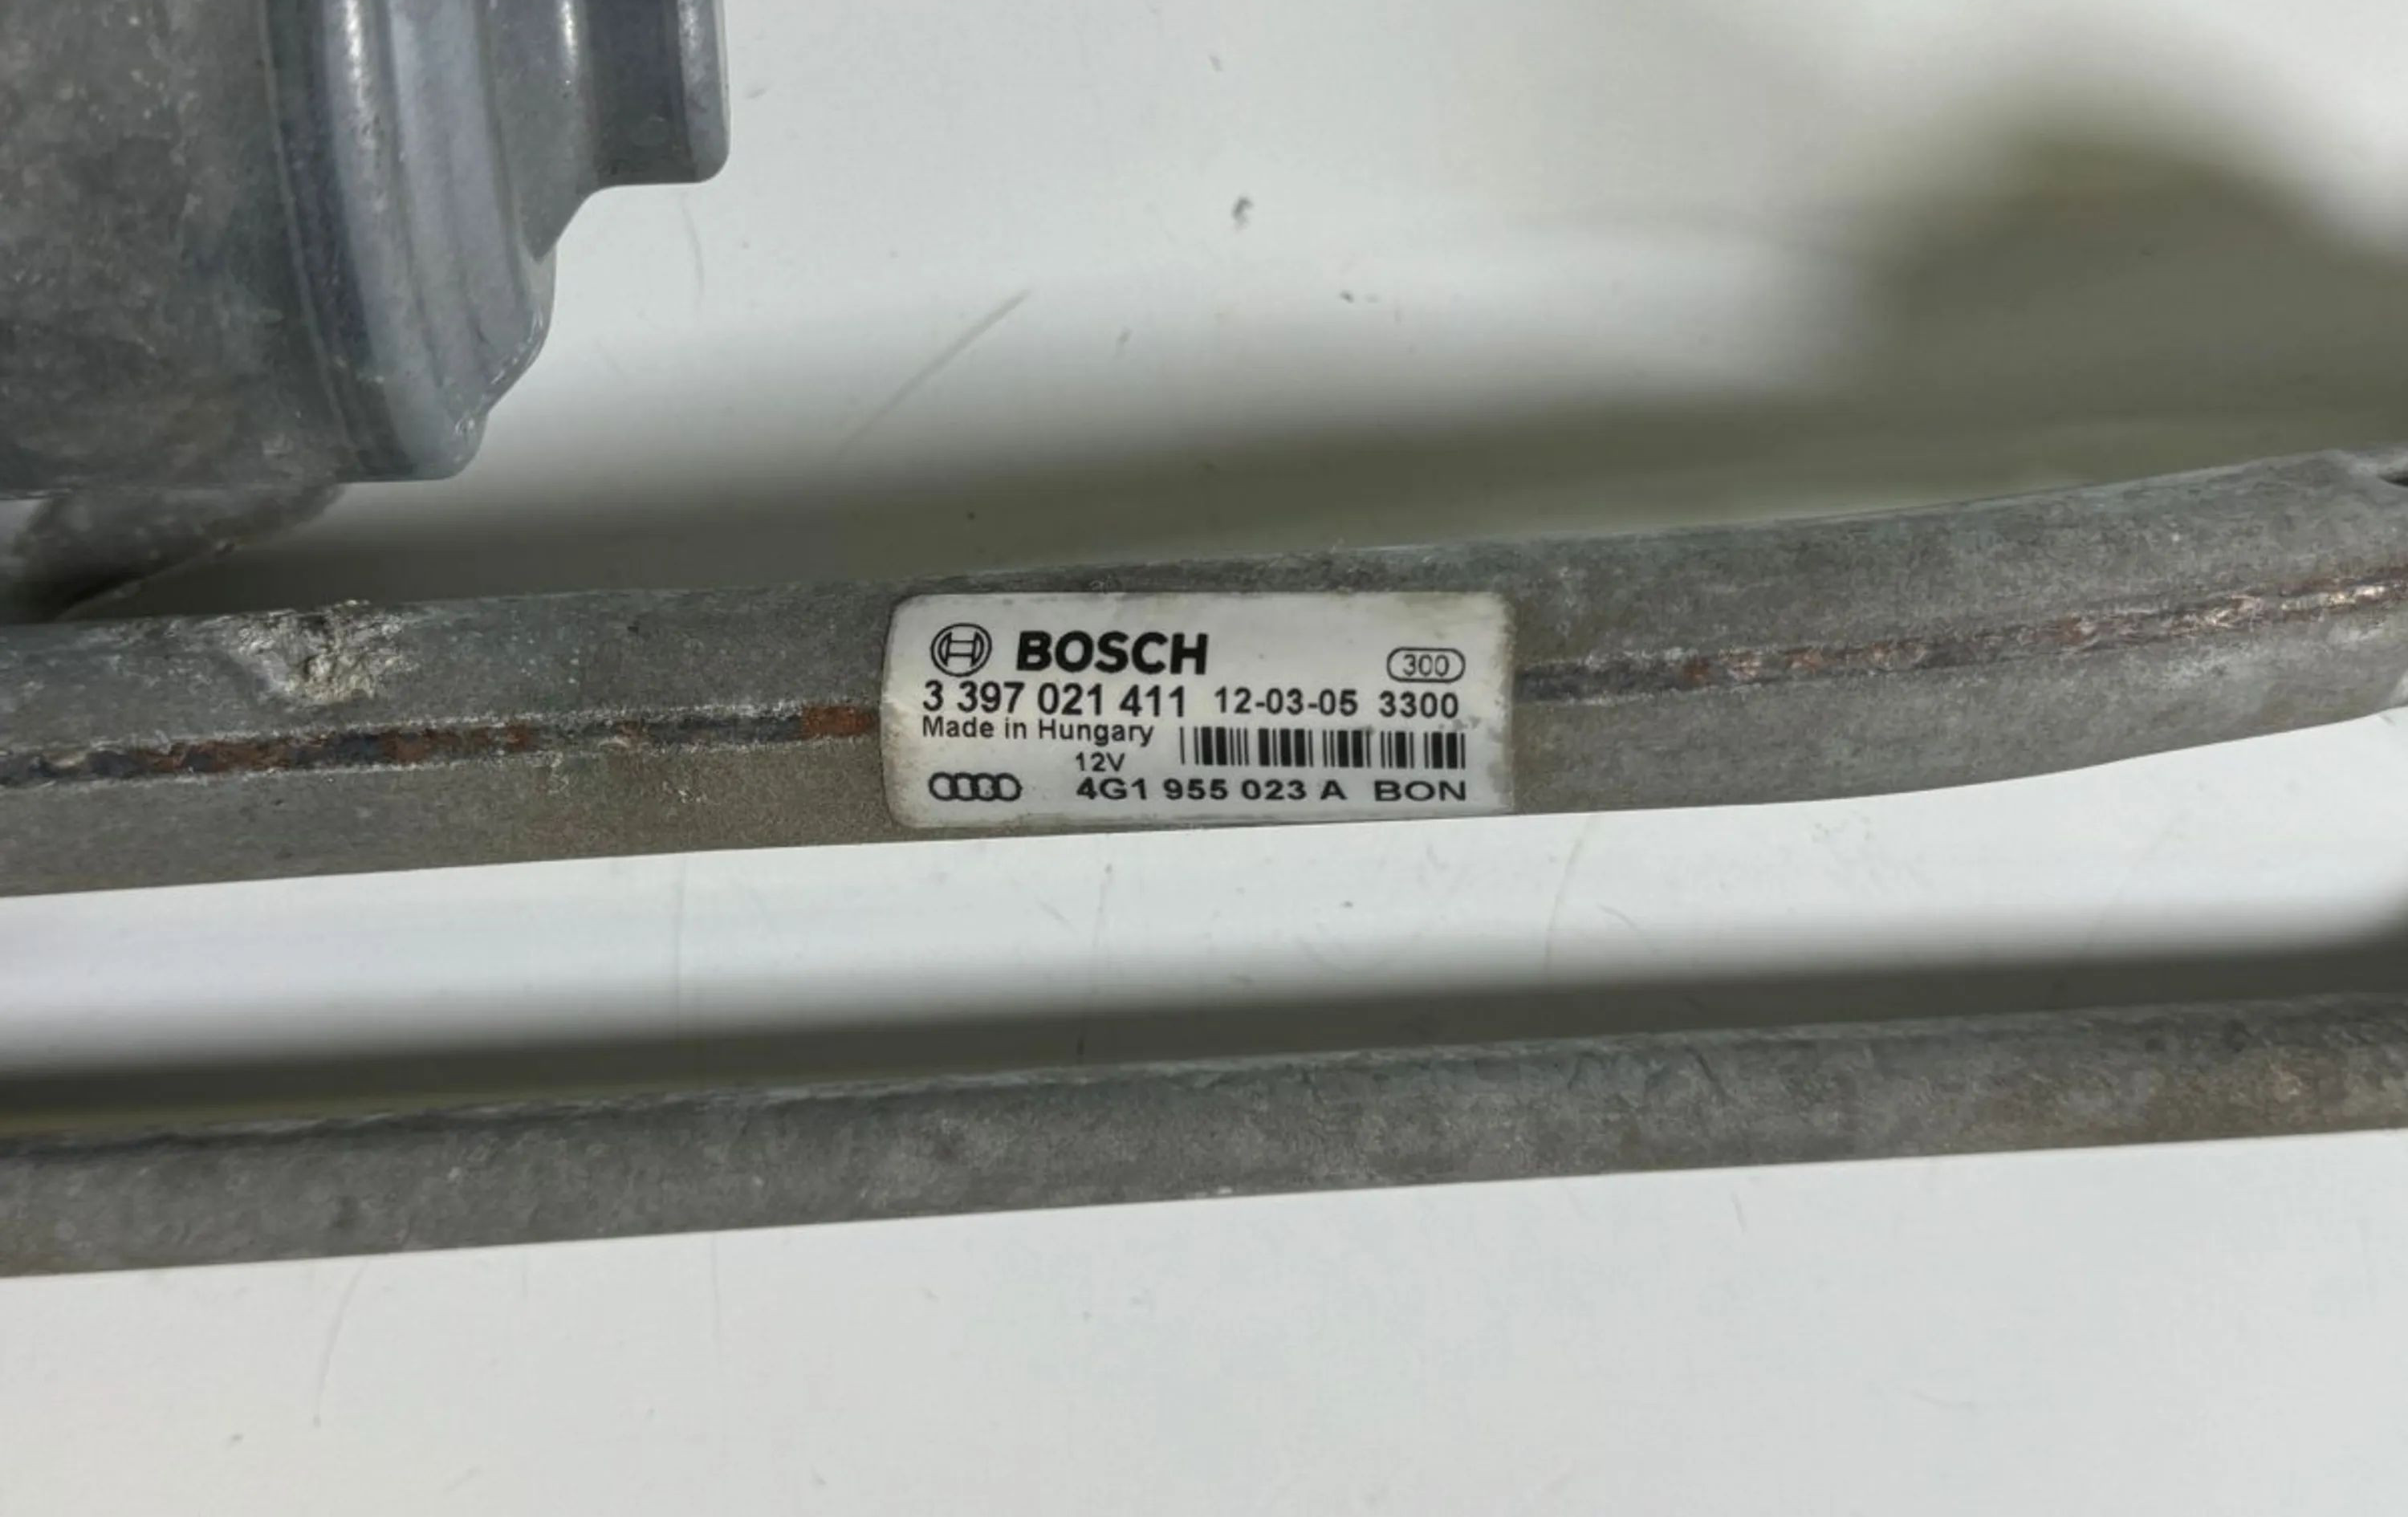 BOSCH 300
3 397 021 411 12-03-05 3300
Made in Hungary
12V
4G1 955 023 A BON